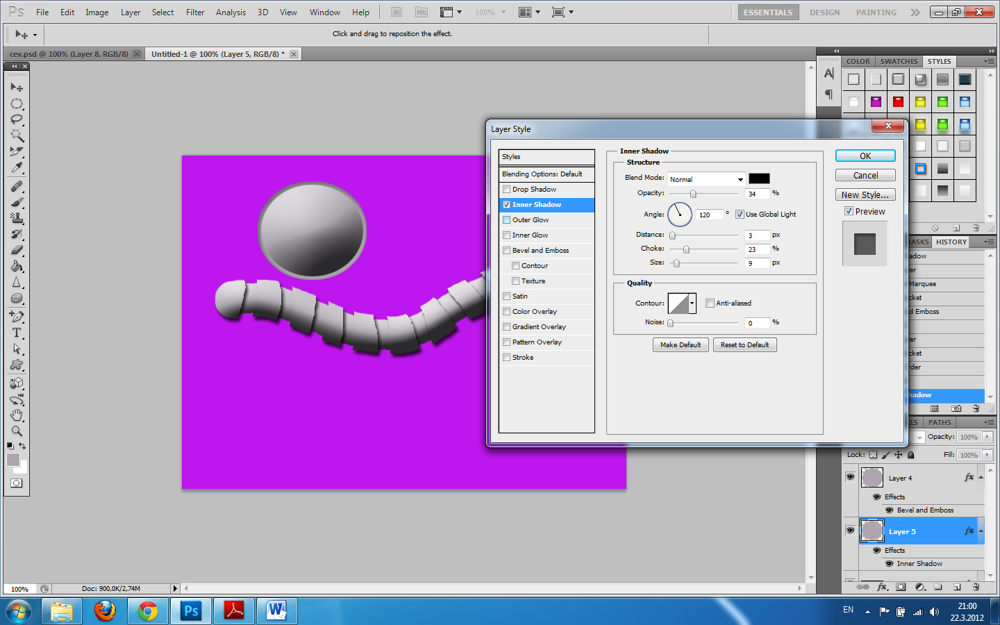 Ps File Edit Image Layer Select Filter Analysis 3D View Window Help Br Mb 100% ESSENTIALS DESIGN PAINTING
Click and drag to reposition the effect.
cev.psd @ 100% (Layer 8, RGB/8) Untitled-1 @ 100% (Layer 5, RGB/8) *
COLOR SWATCHES STYLES
Layer Style
Styles
Blending Options: Default
Drop Shadow
Inner Shadow
Outer Glow
Inner Glow
Bevel and Emboss
Contour
Texture
Satin
Color Overlay
Gradient Overlay
Pattern Overlay
Stroke
Inner Shadow
Structure
Blend Mode: Normal
Opacity: 34 %
Angle: 120 ° Use Global Light
Distance: 3 px
Choke: 23 %
Size: 9 px
Quality
Contour: Anti-aliased
Noise: 0 %
Make Default Reset to Default
OK
Cancel
New Style...
Preview
ASKS HISTORY
adow
er
Marquee
cket
d Emboss
er
cket
rder
hadow
ELS PATHS
Opacity: 100%
Lock: Fill: 100%
Layer 4 fx
Effects
Bevel and Emboss
Layer 5 fx
Effects
Inner Shadow
100% Doc: 900,0K/2,74M
Ps W
EN 21:00
22.3.2012